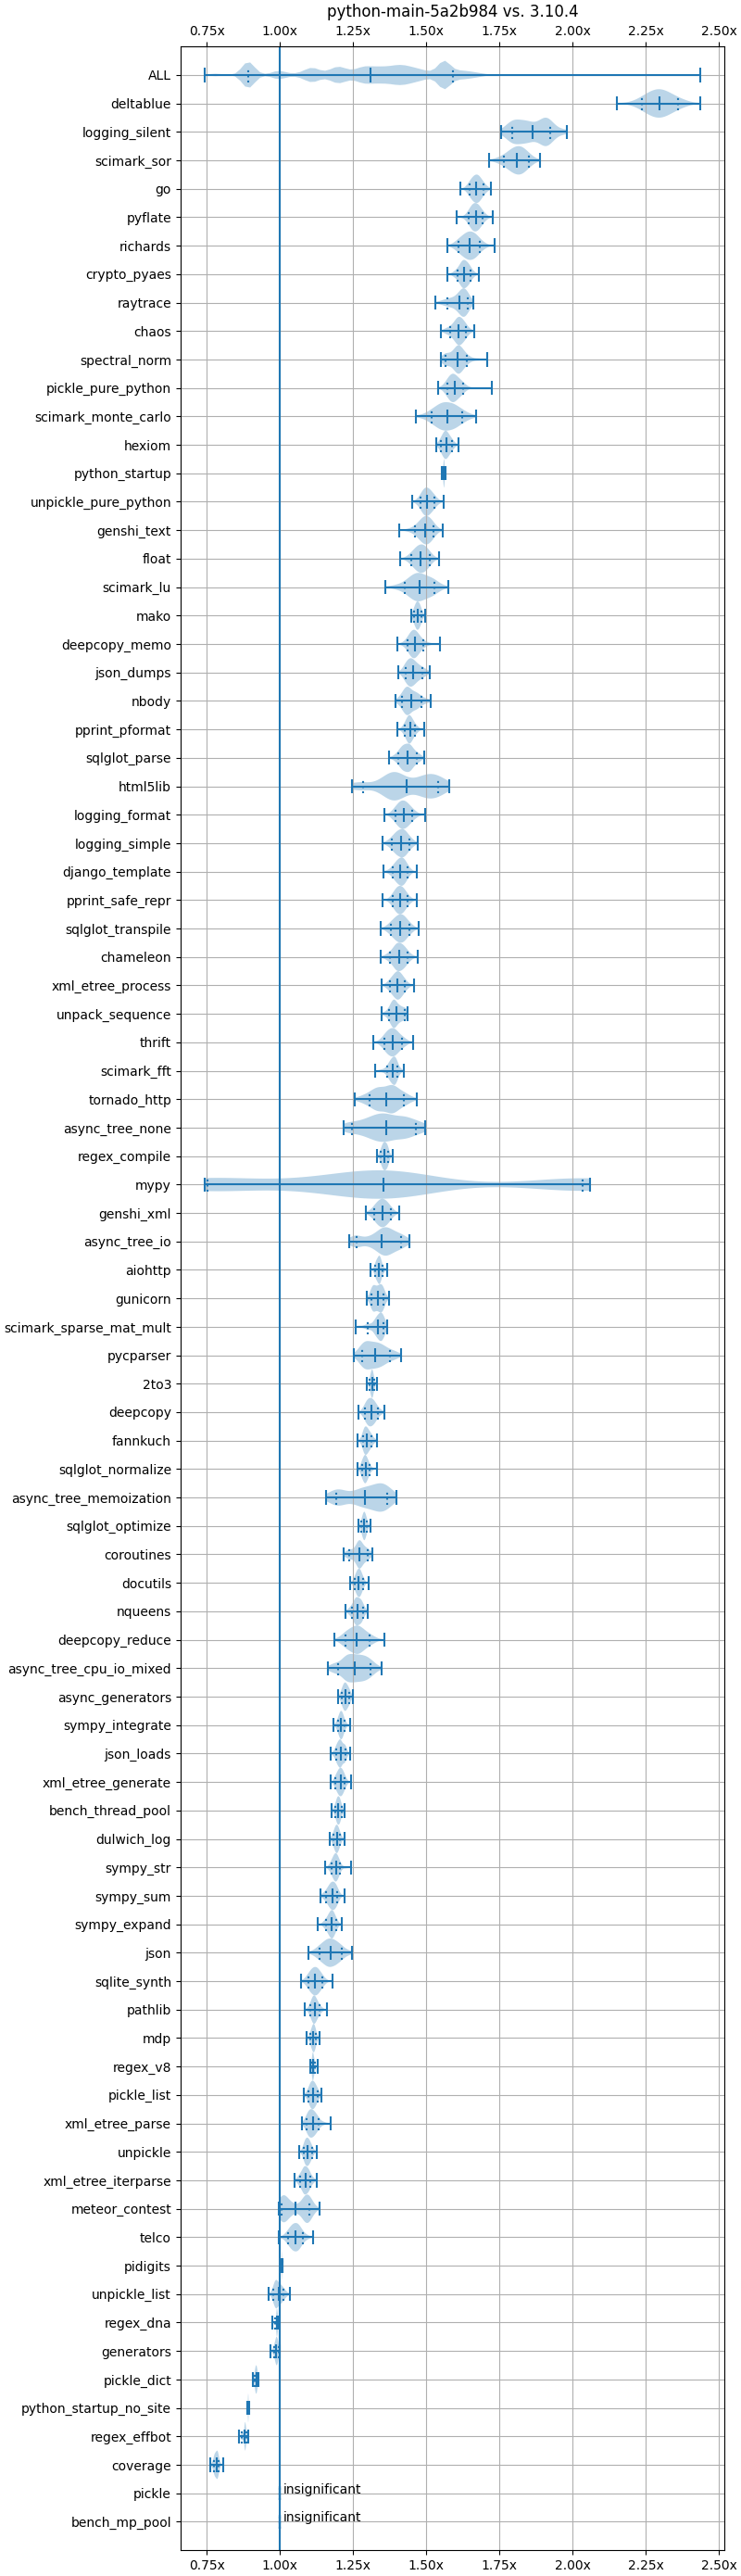 python-main-5a2b984 vs. 3.10.4
0.75x 1.00x 1.25x 1.50x 1.75x 2.00x 2.25x 2.50x
ALL
deltablue
logging_silent
scimark_sor
go
pyflate
richards
crypto_pyaes
raytrace
chaos
spectral_norm
pickle_pure_python
scimark_monte_carlo
hexiom
python_startup
unpickle_pure_python
genshi_text
float
scimark_lu
mako
deepcopy_memo
json_dumps
nbody
pprint_pformat
sqlglot_parse
html5lib
logging_format
logging_simple
django_template
pprint_safe_repr
sqlglot_transpile
chameleon
xml_etree_process
unpack_sequence
thrift
scimark_fft
tornado_http
async_tree_none
regex_compile
mypy
genshi_xml
async_tree_io
aiohttp
gunicorn
scimark_sparse_mat_mult
pycparser
2to3
deepcopy
fannkuch
sqlglot_normalize
async_tree_memoization
sqlglot_optimize
coroutines
docutils
nqueens
deepcopy_reduce
async_tree_cpu_io_mixed
async_generators
sympy_integrate
json_loads
xml_etree_generate
bench_thread_pool
dulwich_log
sympy_str
sympy_sum
sympy_expand
json
sqlite_synth
pathlib
mdp
regex_v8
pickle_list
xml_etree_parse
unpickle
xml_etree_iterparse
meteor_contest
telco
pidigits
unpickle_list
regex_dna
generators
pickle_dict
python_startup_no_site
regex_effbot
coverage
pickle insignificant
bench_mp_pool insignificant
0.75x 1.00x 1.25x 1.50x 1.75x 2.00x 2.25x 2.50x